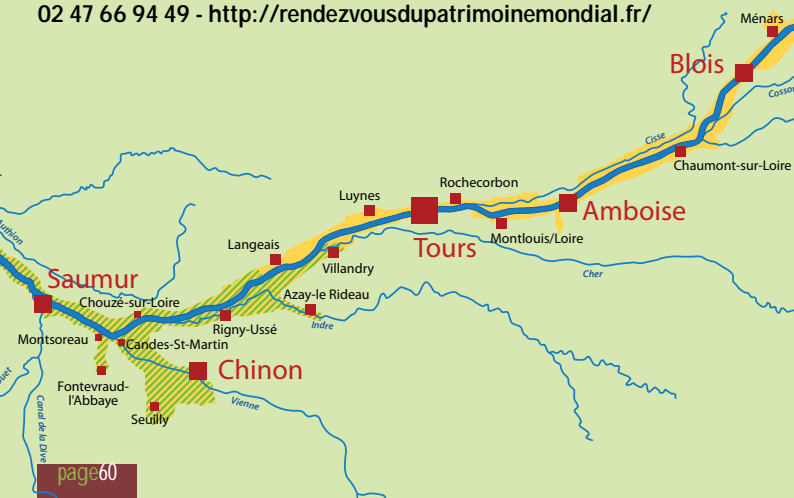 02 47 66 94 49 - http://rendezvousdupatrimoinemondial.fr/
Ménars
Blois
Cosson
Cisse
Chaumont-sur-Loire
Rochecorbon
Luynes
Amboise
Montlouis/Loire
Tours
Langeais
Villandry
Cher
Authion
Saumur
Chouzé-sur-Loire
Azay-le Rideau
Indre
Rigny-Ussé
Montsoreau
Candes-St-Martin
Chinon
Fontevraud-
l'Abbaye
Vienne
Seuilly
Canal de la Dive
page60